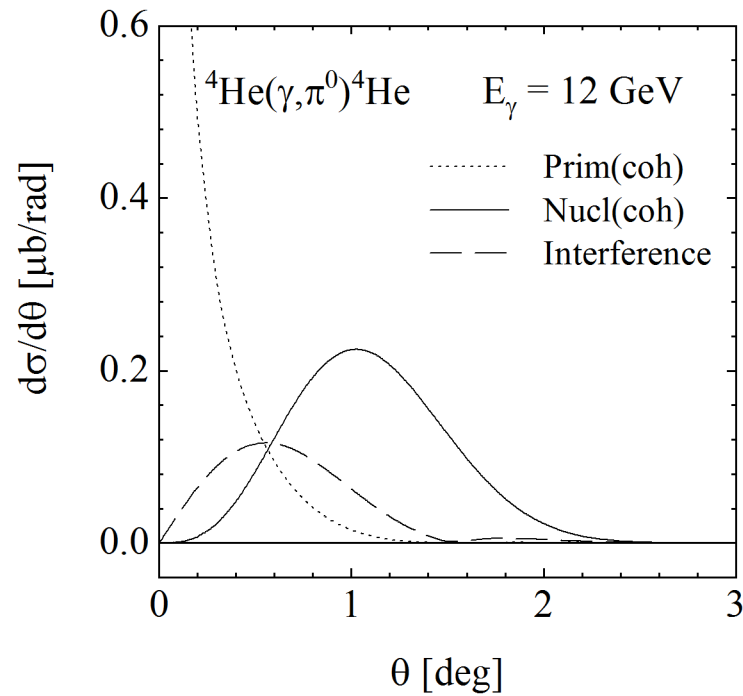 0.6
⁴He(γ,π⁰)⁴He   E_γ = 12 GeV
Prim(coh)
0.4
Nucl(coh)
Interference
dσ/dθ [μb/rad]
0.2
0.0
0 1 2 3
θ [deg]